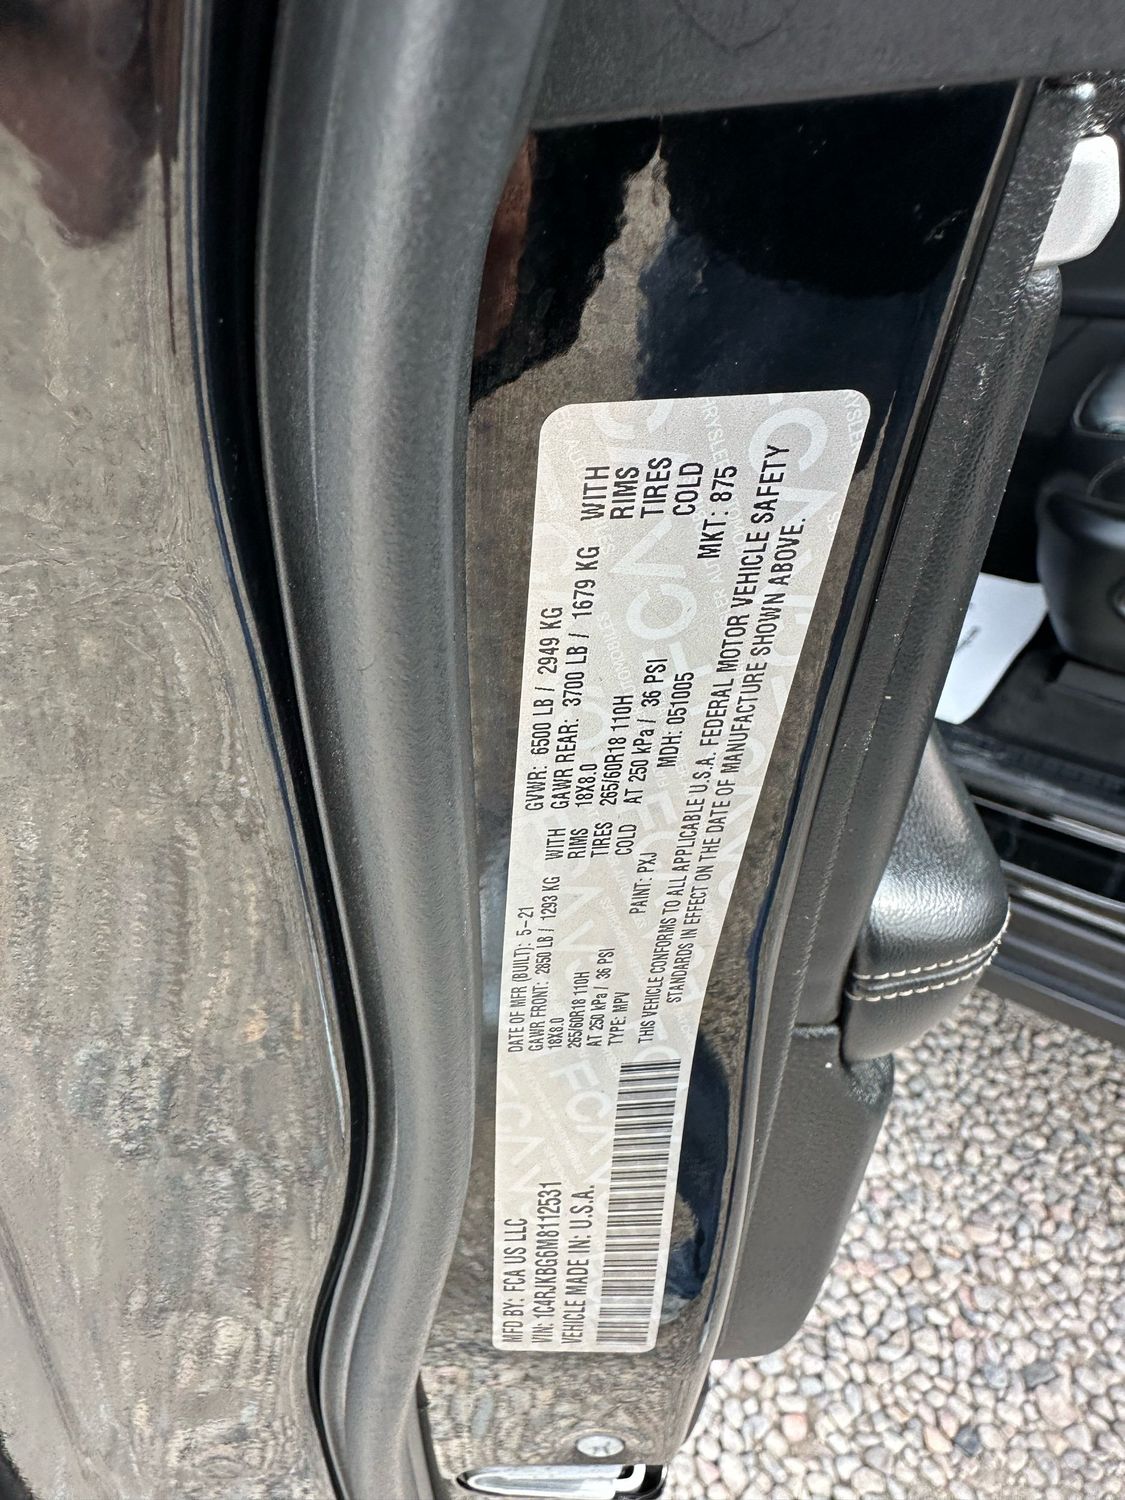 MFD BY: FCA US LLC
DATE OF MFR (BUILT): 5-21
GVWR: 6500 LB / 2949 KG
VIN: 1C4RJKBG6M8112531
GAWR FRONT: 2850 LB / 1293 KG WITH
GAWR REAR: 3700 LB / 1679 KG WITH
VEHICLE MADE IN: U.S.A.
18X8.0 RIMS
18X8.0 RIMS
265/60R18 110H TIRES
265/60R18 110H TIRES
AT 250 kPa / 36 PSI COLD
AT 250 kPa / 36 PSI COLD
TYPE: MPV PAINT: PXJ MDH: 051005 MKT: 875
THIS VEHICLE CONFORMS TO ALL APPLICABLE U.S.A. FEDERAL MOTOR VEHICLE SAFETY
STANDARDS IN EFFECT ON THE DATE OF MANUFACTURE SHOWN ABOVE.